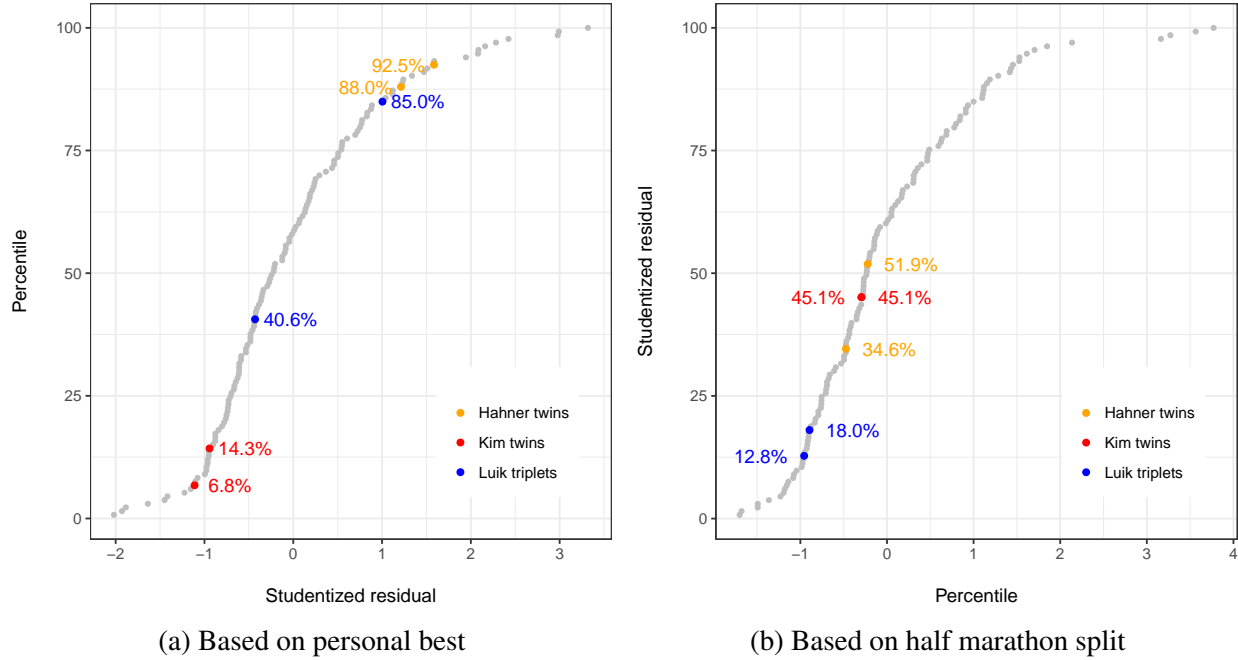 100
75
50
25
0
Percentile
92.5%
88.0%
85.0%
40.6%
14.3%
6.8%
Hahner twins
Kim twins
Luik triplets
−2 −1 0 1 2 3
Studentized residual
(a) Based on personal best
100
75
50
25
0
Studentized residual
51.9%
45.1% 45.1%
34.6%
18.0%
12.8%
Hahner twins
Kim twins
Luik triplets
−1 0 1 2 3 4
Percentile
(b) Based on half marathon split